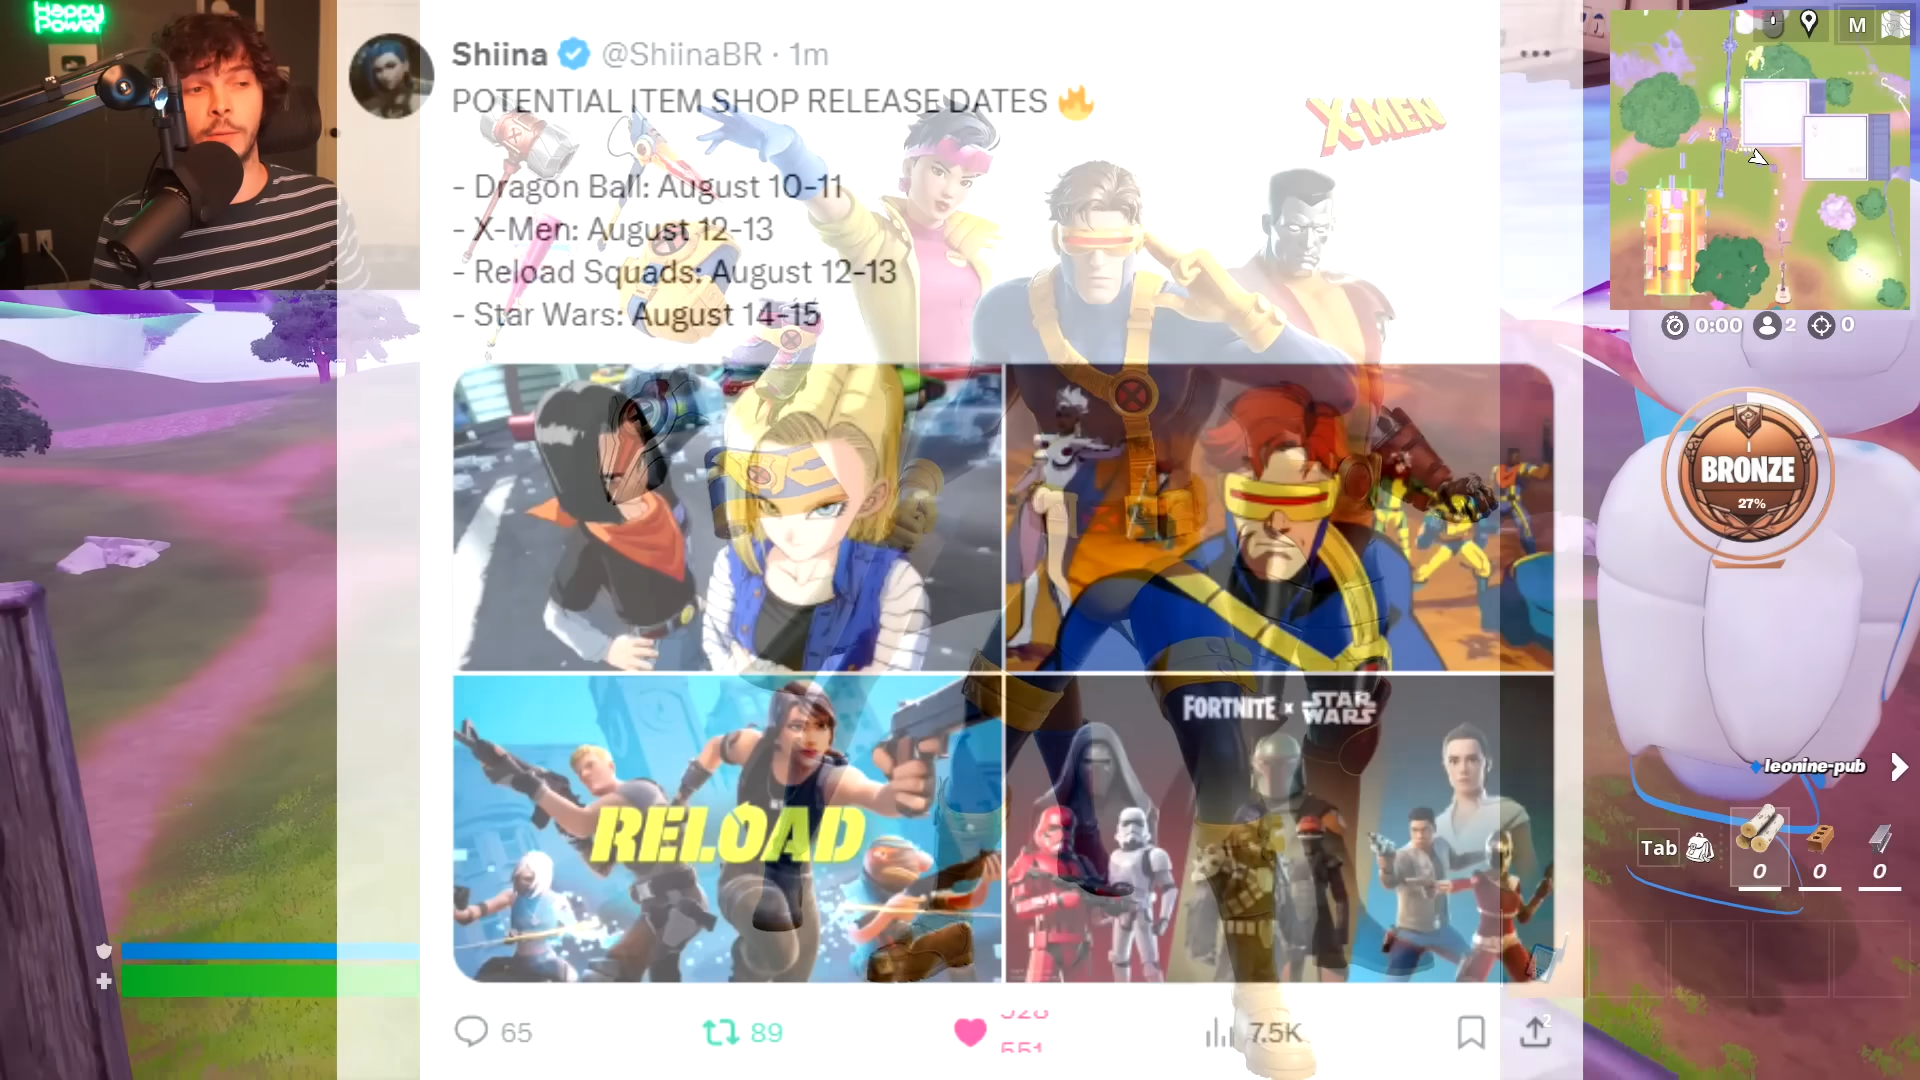 Happy
Power
Shiina @ShiinaBR · 1m
POTENTIAL ITEM SHOP RELEASE DATES 🔥
X-MEN
- Dragon Ball: August 10-11
- X-Men: August 12-13
- Reload Squads: August 12-13
- Star Wars: August 14-15
RELOAD
FORTNITE x STAR WARS
65
89
551
7.5K
2
M
0:00 2 0
BRONZE
27%
leonine-pub
Tab
0 0 0